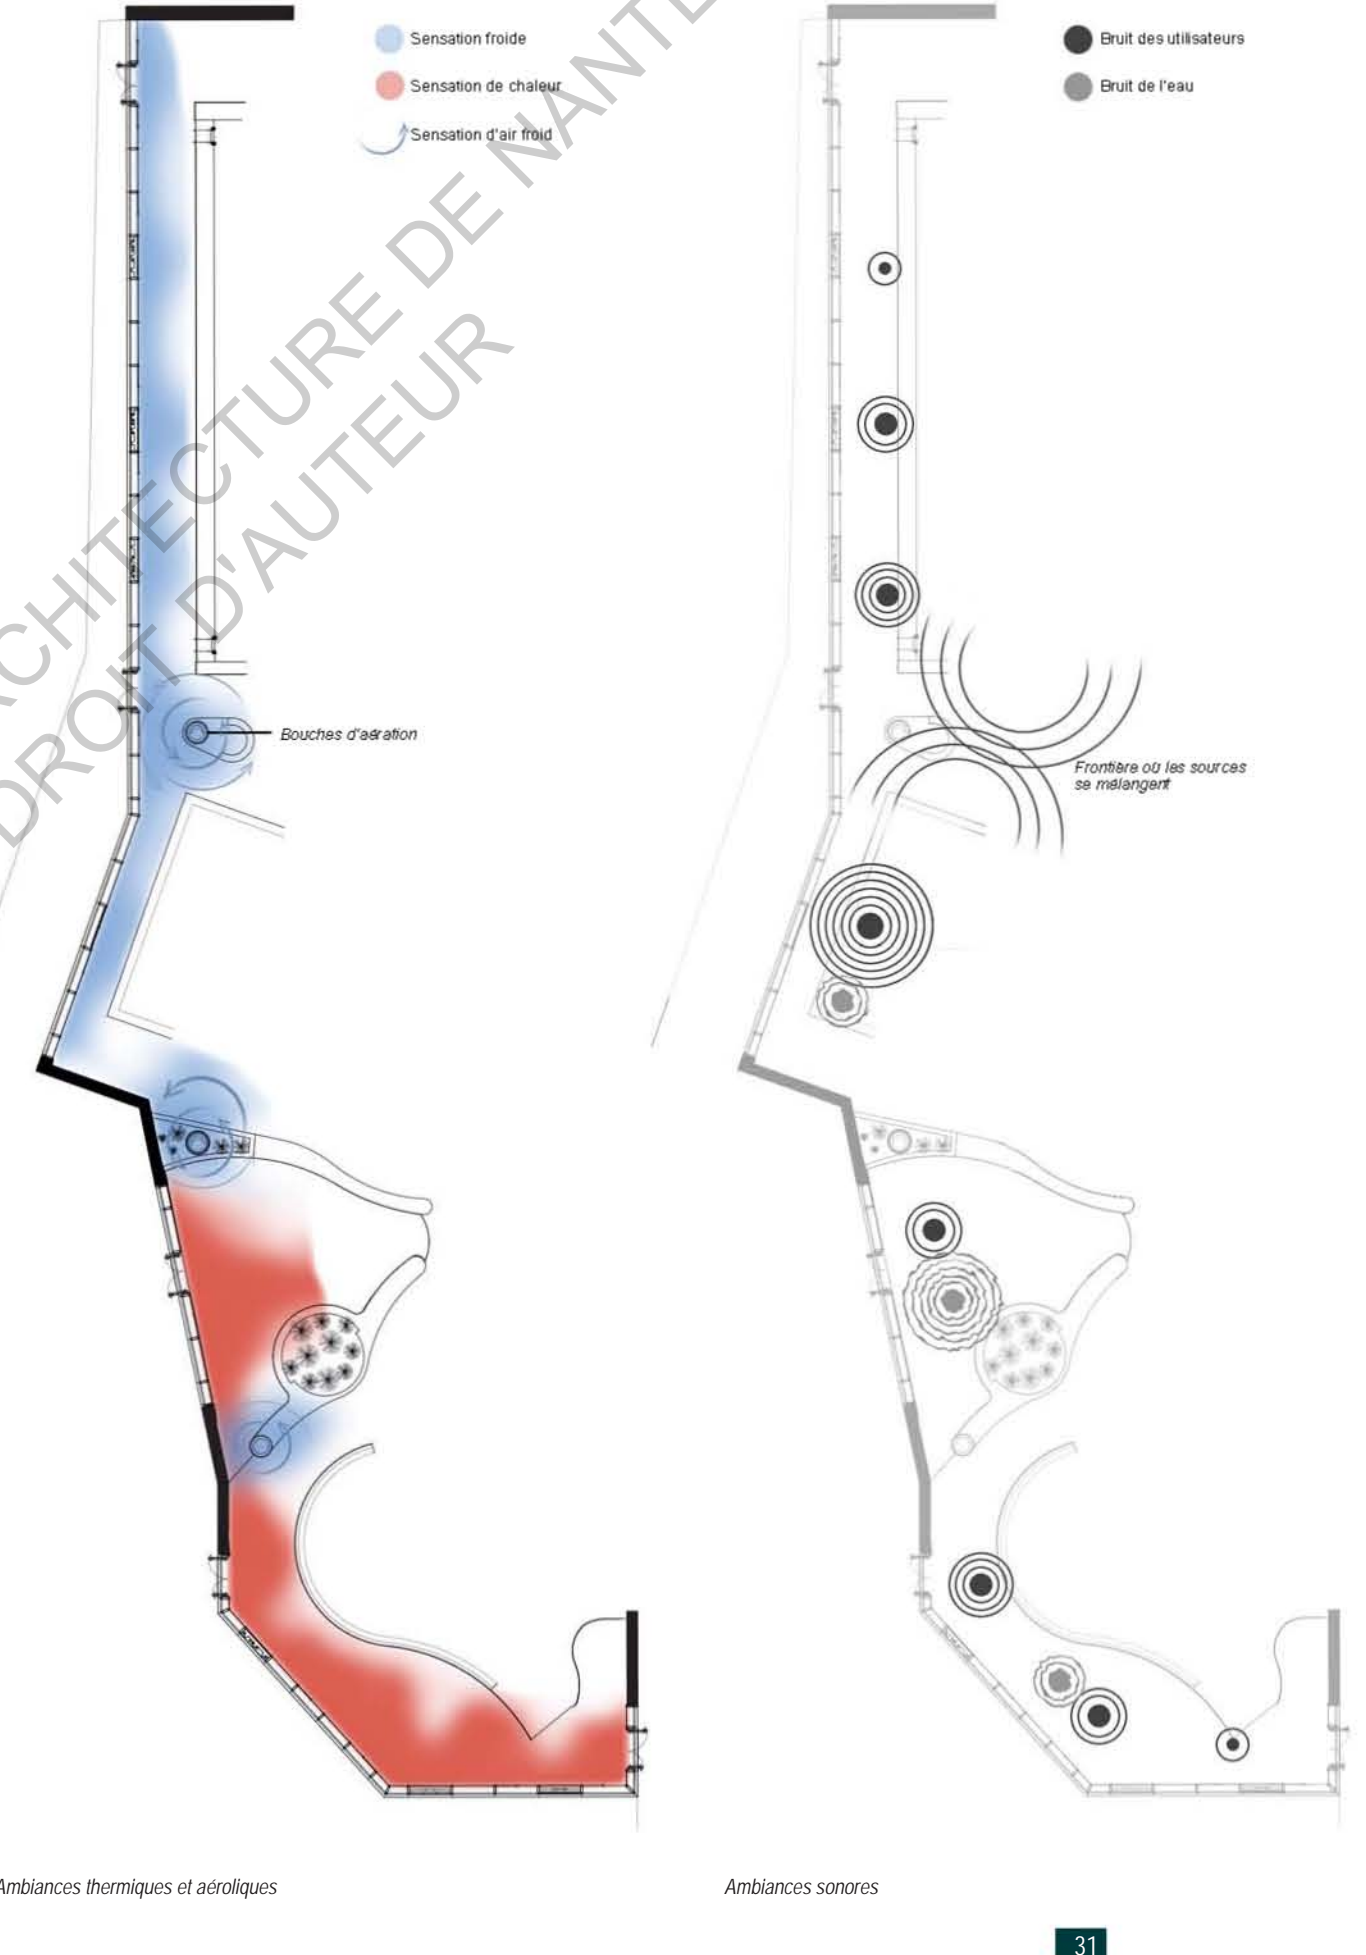 Sensation froide
Sensation de chaleur
Sensation d'air froid
Bouches d'aération
Ambiances thermiques et aéroliques
Bruit des utilisateurs
Bruit de l'eau
Frontière où les sources
se mélangent
Ambiances sonores
31
ARCHITECTURE DE NANTE
DROIT D'AUTEUR